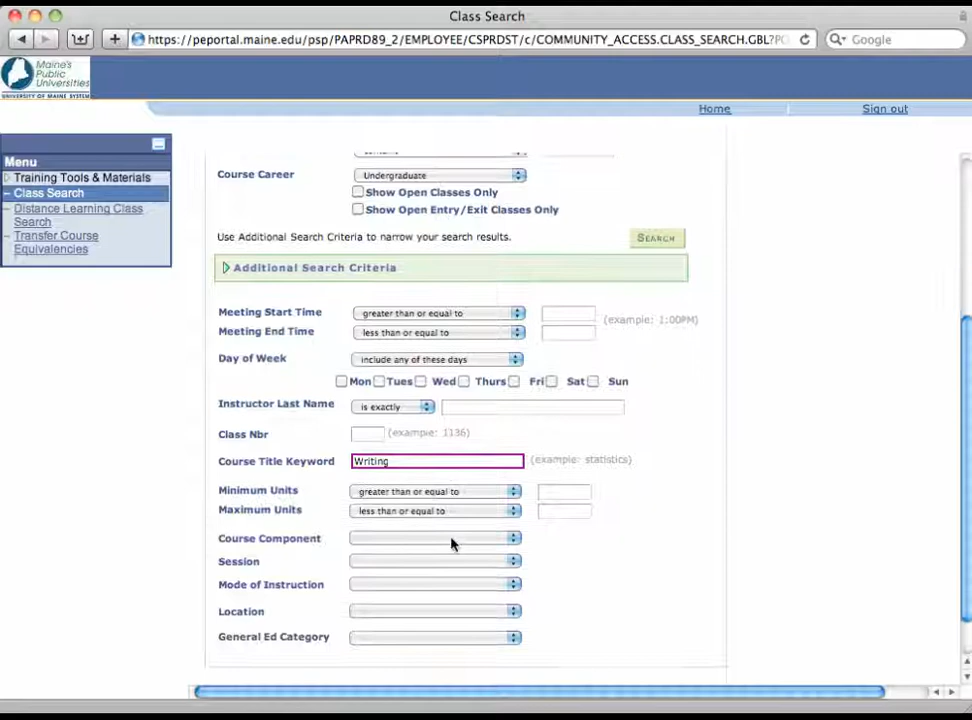 Class Search
https://peportal.maine.edu/psp/PAPRD89_2/EMPLOYEE/CSPRDST/c/COMMUNITY_ACCESS.CLASS_SEARCH.GBL?
Google
Maine's
Public
Universities
UNIVERSITY OF MAINE SYSTEM
Home Sign out
Menu
Training Tools & Materials
Class Search
Distance Learning Class
Search
Transfer Course
Equivalencies
Course Career Undergraduate
Show Open Classes Only
Show Open Entry/Exit Classes Only
Use Additional Search Criteria to narrow your search results. SEARCH
Additional Search Criteria
Meeting Start Time greater than or equal to (example: 1:00PM)
Meeting End Time less than or equal to
Day of Week include any of these days
Mon Tues Wed Thurs Fri Sat Sun
Instructor Last Name is exactly
Class Nbr (example: 1136)
Course Title Keyword Writing (example: statistics)
Minimum Units greater than or equal to
Maximum Units less than or equal to
Course Component
Session
Mode of Instruction
Location
General Ed Category